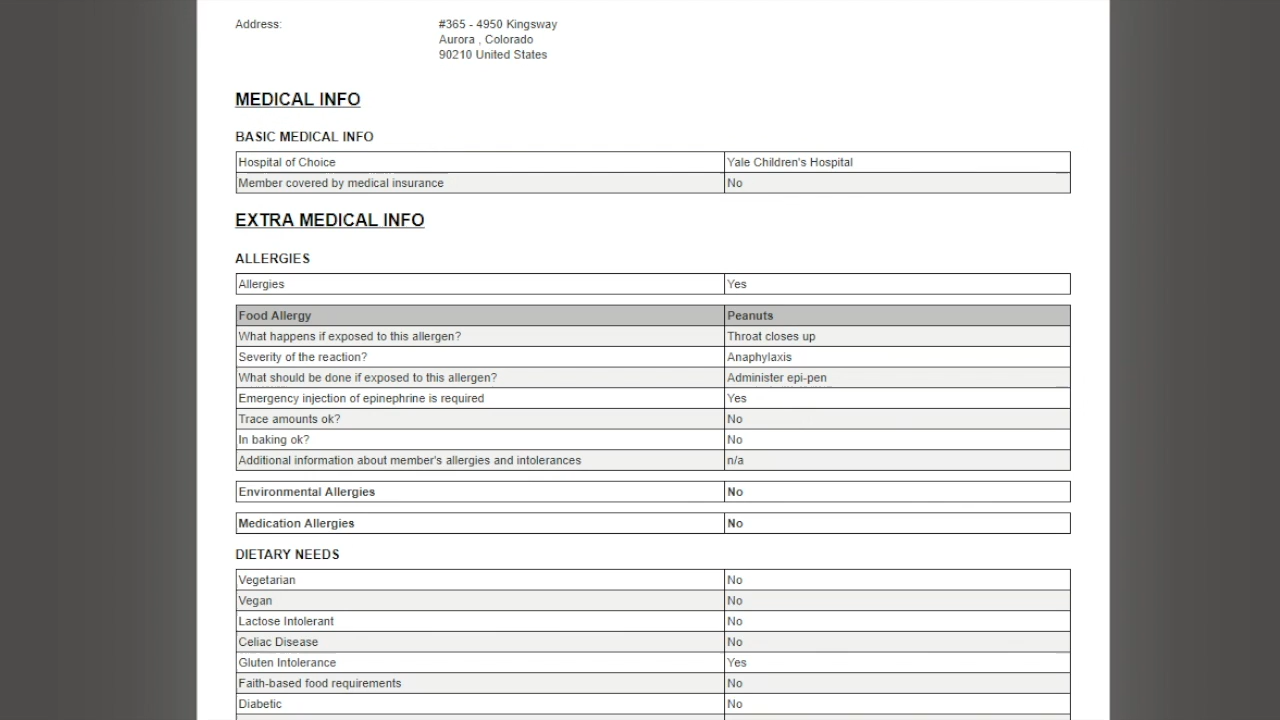 Address: #365 - 4950 Kingsway
Aurora , Colorado
90210 United States
MEDICAL INFO
BASIC MEDICAL INFO
Hospital of Choice Yale Children's Hospital
Member covered by medical insurance No
EXTRA MEDICAL INFO
ALLERGIES
Allergies Yes
Food Allergy Peanuts
What happens if exposed to this allergen? Throat closes up
Severity of the reaction? Anaphylaxis
What should be done if exposed to this allergen? Administer epi-pen
Emergency injection of epinephrine is required Yes
Trace amounts ok? No
In baking ok? No
Additional information about member's allergies and intolerances n/a
Environmental Allergies No
Medication Allergies No
DIETARY NEEDS
Vegetarian No
Vegan No
Lactose Intolerant No
Celiac Disease No
Gluten Intolerance Yes
Faith-based food requirements No
Diabetic No